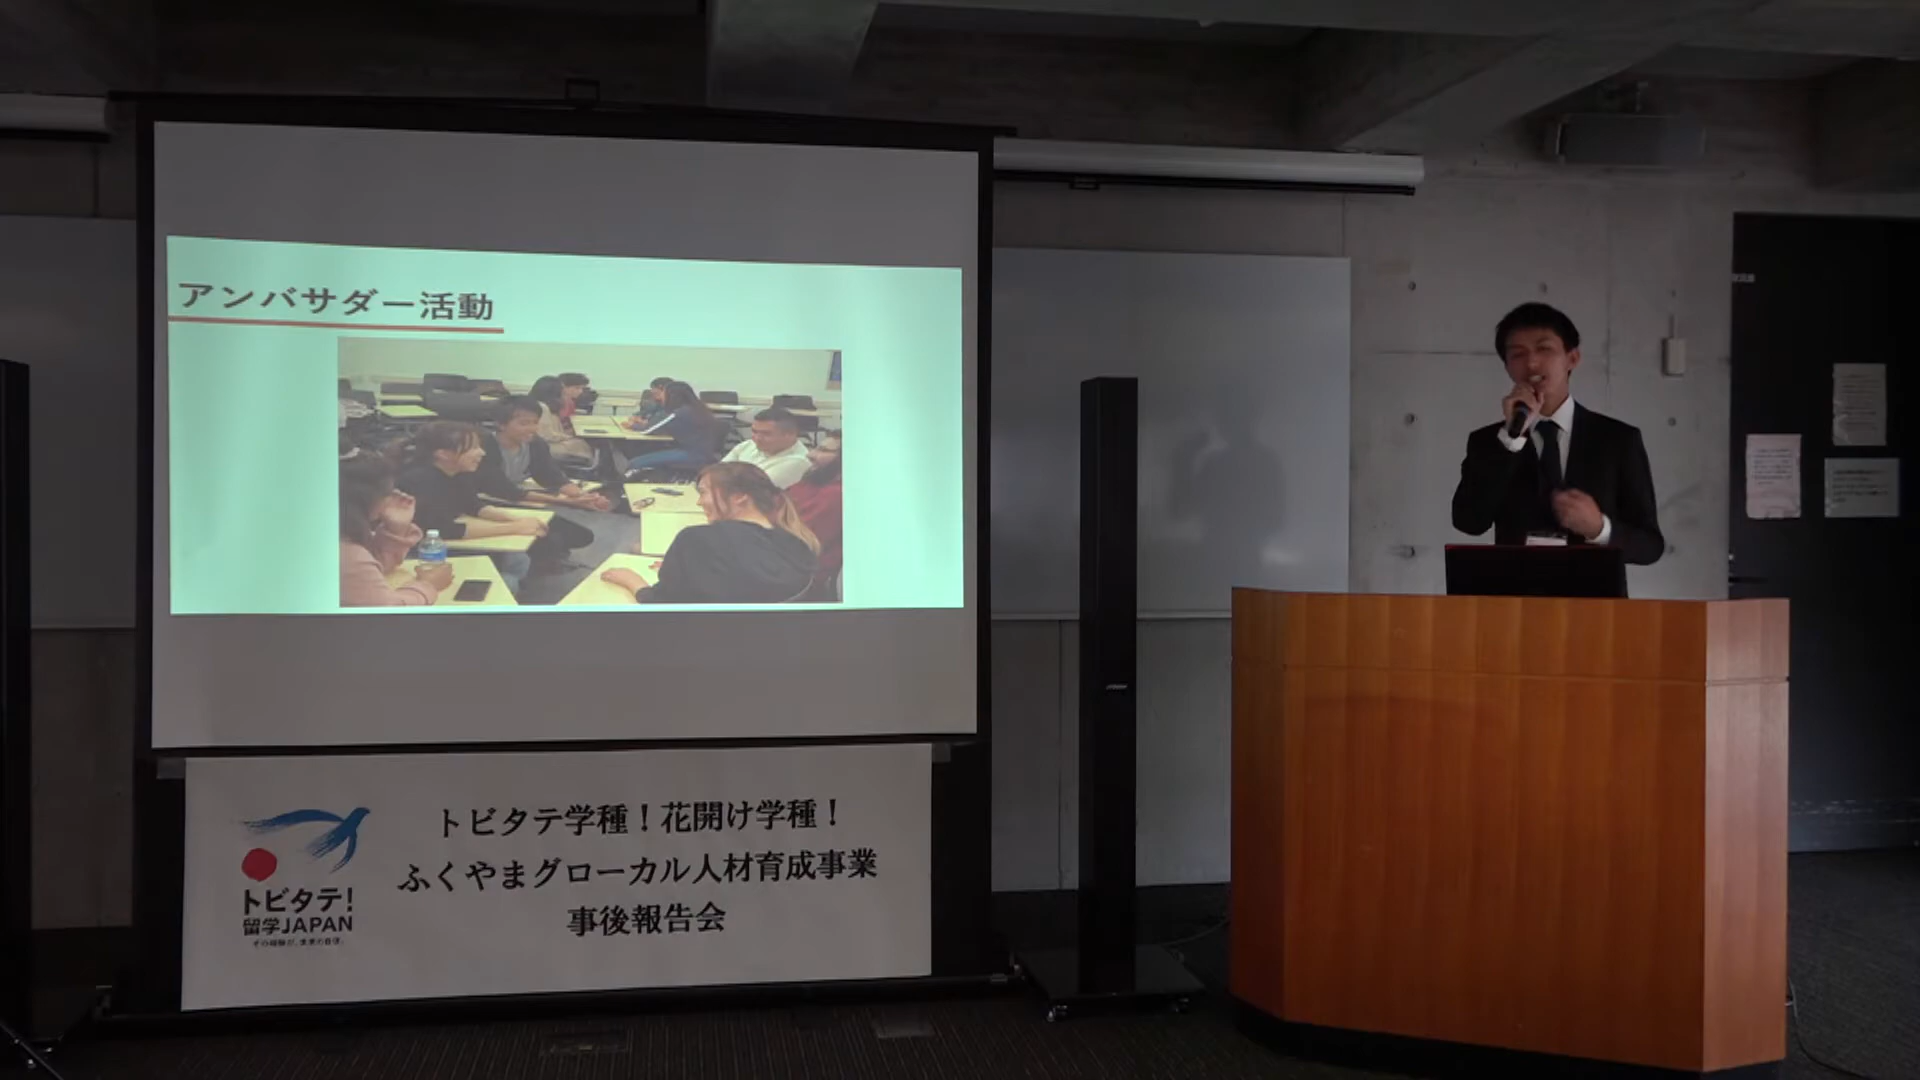 アンバサダー活動
トビタテ学種！花開け学種！
ふくやまグローカル人材育成事業
事後報告会
トビタテ！
留学JAPAN